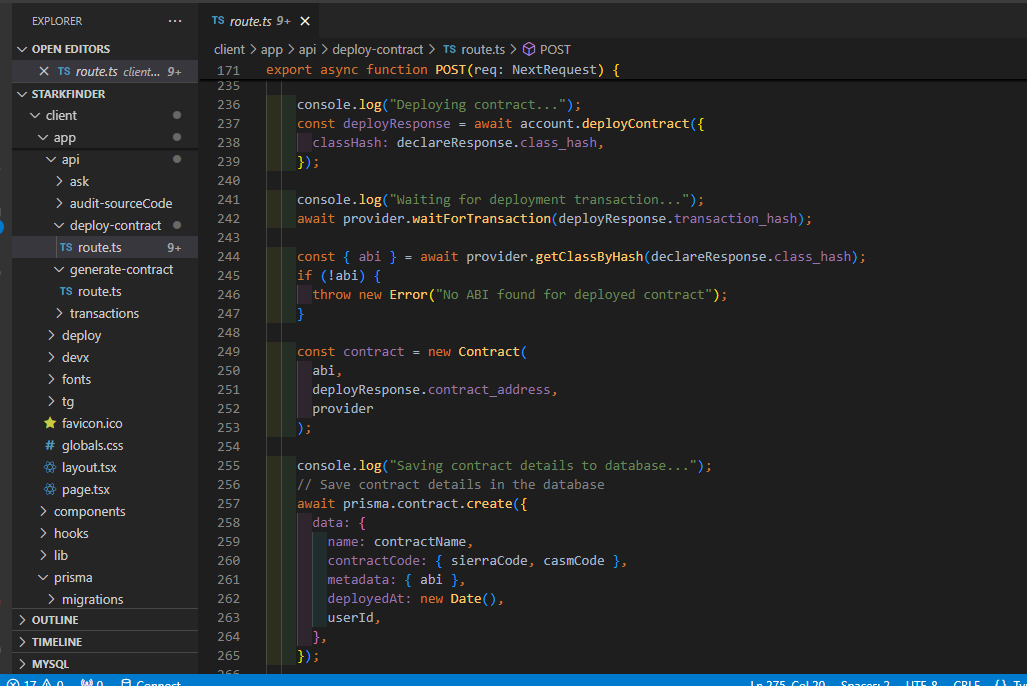 EXPLORER ...
OPEN EDITORS
TS route.ts client... 9+
STARKFINDER
client
app
api
ask
audit-sourceCode
deploy-contract
TS route.ts 9+
generate-contract
TS route.ts
transactions
deploy
devx
fonts
tg
favicon.ico
# globals.css
layout.tsx
page.tsx
components
hooks
lib
prisma
migrations
OUTLINE
TIMELINE
MYSQL
TS route.ts 9+
client > app > api > deploy-contract > TS route.ts > POST
171 export async function POST(req: NextRequest) {
235
236 console.log("Deploying contract...");
237 const deployResponse = await account.deployContract({
238 classHash: declareResponse.class_hash,
239 });
240
241 console.log("Waiting for deployment transaction...");
242 await provider.waitForTransaction(deployResponse.transaction_hash);
243
244 const { abi } = await provider.getClassByHash(declareResponse.class_hash);
245 if (!abi) {
246 throw new Error("No ABI found for deployed contract");
247 }
248
249 const contract = new Contract(
250 abi,
251 deployResponse.contract_address,
252 provider
253 );
254
255 console.log("Saving contract details to database...");
256 // Save contract details in the database
257 await prisma.contract.create({
258 data: {
259 name: contractName,
260 contractCode: { sierraCode, casmCode },
261 metadata: { abi },
262 deployedAt: new Date(),
263 userId,
264 },
265 });
266
17 0 0 Connect Ln 275, Col 20 Spaces: 2 UTF-8 CRLF {}